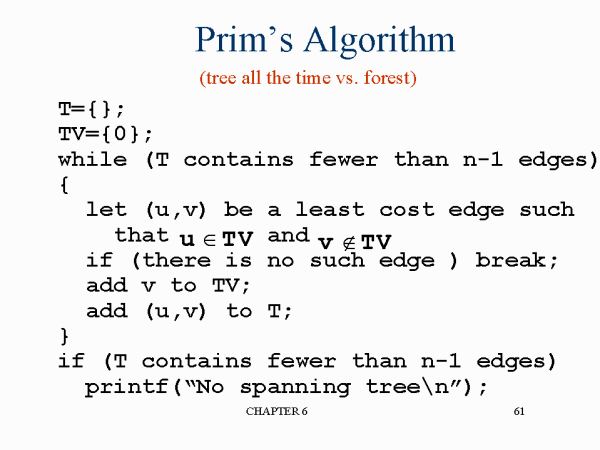 Prim’s Algorithm
(tree all the time vs. forest)
T={};
TV={0};
while (T contains fewer than n-1 edges)
{
let (u,v) be a least cost edge such
that u ∈ TV and v ∉ TV
if (there is no such edge ) break;
add v to TV;
add (u,v) to T;
}
if (T contains fewer than n-1 edges)
printf(“No spanning tree\n”);
CHAPTER 6 61